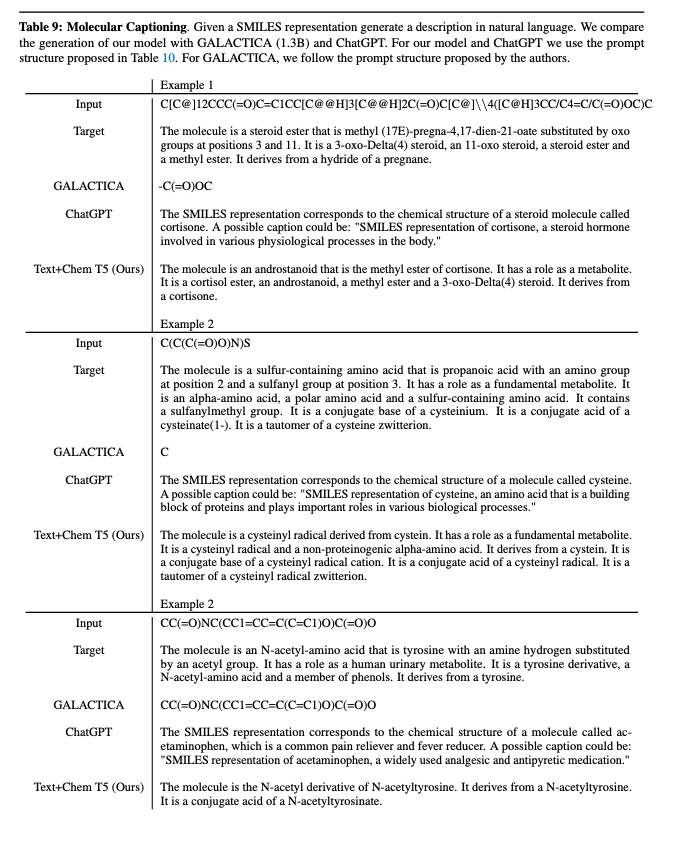 Table 9: Molecular Captioning. Given a SMILES representation generate a description in natural language. We compare
the generation of our model with GALACTICA (1.3B) and ChatGPT. For our model and ChatGPT we use the prompt
structure proposed in Table 10. For GALACTICA, we follow the prompt structure proposed by the authors.
Example 1
Input C[C@]12CCC(=O)C=C1CC[C@@H]3[C@@H]2C(=O)C[C@]\\4([C@H]3CC/C4=C/C(=O)OC)C
Target The molecule is a steroid ester that is methyl (17E)-pregna-4,17-dien-21-oate substituted by oxo
groups at positions 3 and 11. It is a 3-oxo-Delta(4) steroid, an 11-oxo steroid, a steroid ester and
a methyl ester. It derives from a hydride of a pregnane.
GALACTICA -C(=O)OC
ChatGPT The SMILES representation corresponds to the chemical structure of a steroid molecule called
cortisone. A possible caption could be: "SMILES representation of cortisone, a steroid hormone
involved in various physiological processes in the body."
Text+Chem T5 (Ours) The molecule is an androstanoid that is the methyl ester of cortisone. It has a role as a metabolite.
It is a cortisol ester, an androstanoid, a methyl ester and a 3-oxo-Delta(4) steroid. It derives from
a cortisone.
Example 2
Input C(C(C(=O)O)N)S
Target The molecule is a sulfur-containing amino acid that is propanoic acid with an amino group
at position 2 and a sulfanyl group at position 3. It has a role as a fundamental metabolite. It
is an alpha-amino acid, a polar amino acid and a sulfur-containing amino acid. It contains
a sulfanylmethyl group. It is a conjugate base of a cysteinium. It is a conjugate acid of a
cysteinate(1-). It is a tautomer of a cysteine zwitterion.
GALACTICA C
ChatGPT The SMILES representation corresponds to the chemical structure of a molecule called cysteine.
A possible caption could be: "SMILES representation of cysteine, an amino acid that is a building
block of proteins and plays important roles in various biological processes."
Text+Chem T5 (Ours) The molecule is a cysteinyl radical derived from cystein. It has a role as a fundamental metabolite.
It is a cysteinyl radical and a non-proteinogenic alpha-amino acid. It derives from a cystein. It is
a conjugate base of a cysteinyl radical cation. It is a conjugate acid of a cysteinyl radical. It is a
tautomer of a cysteinyl radical zwitterion.
Example 2
Input CC(=O)NC(CC1=CC=C(C=C1)O)C(=O)O
Target The molecule is an N-acetyl-amino acid that is tyrosine with an amine hydrogen substituted
by an acetyl group. It has a role as a human urinary metabolite. It is a tyrosine derivative, a
N-acetyl-amino acid and a member of phenols. It derives from a tyrosine.
GALACTICA CC(=O)NC(CC1=CC=C(C=C1)O)C(=O)O
ChatGPT The SMILES representation corresponds to the chemical structure of a molecule called ac-
etaminophen, which is a common pain reliever and fever reducer. A possible caption could be:
"SMILES representation of acetaminophen, a widely used analgesic and antipyretic medication."
Text+Chem T5 (Ours) The molecule is the N-acetyl derivative of N-acetyltyrosine. It derives from a N-acetyltyrosine.
It is a conjugate acid of a N-acetyltyrosinate.